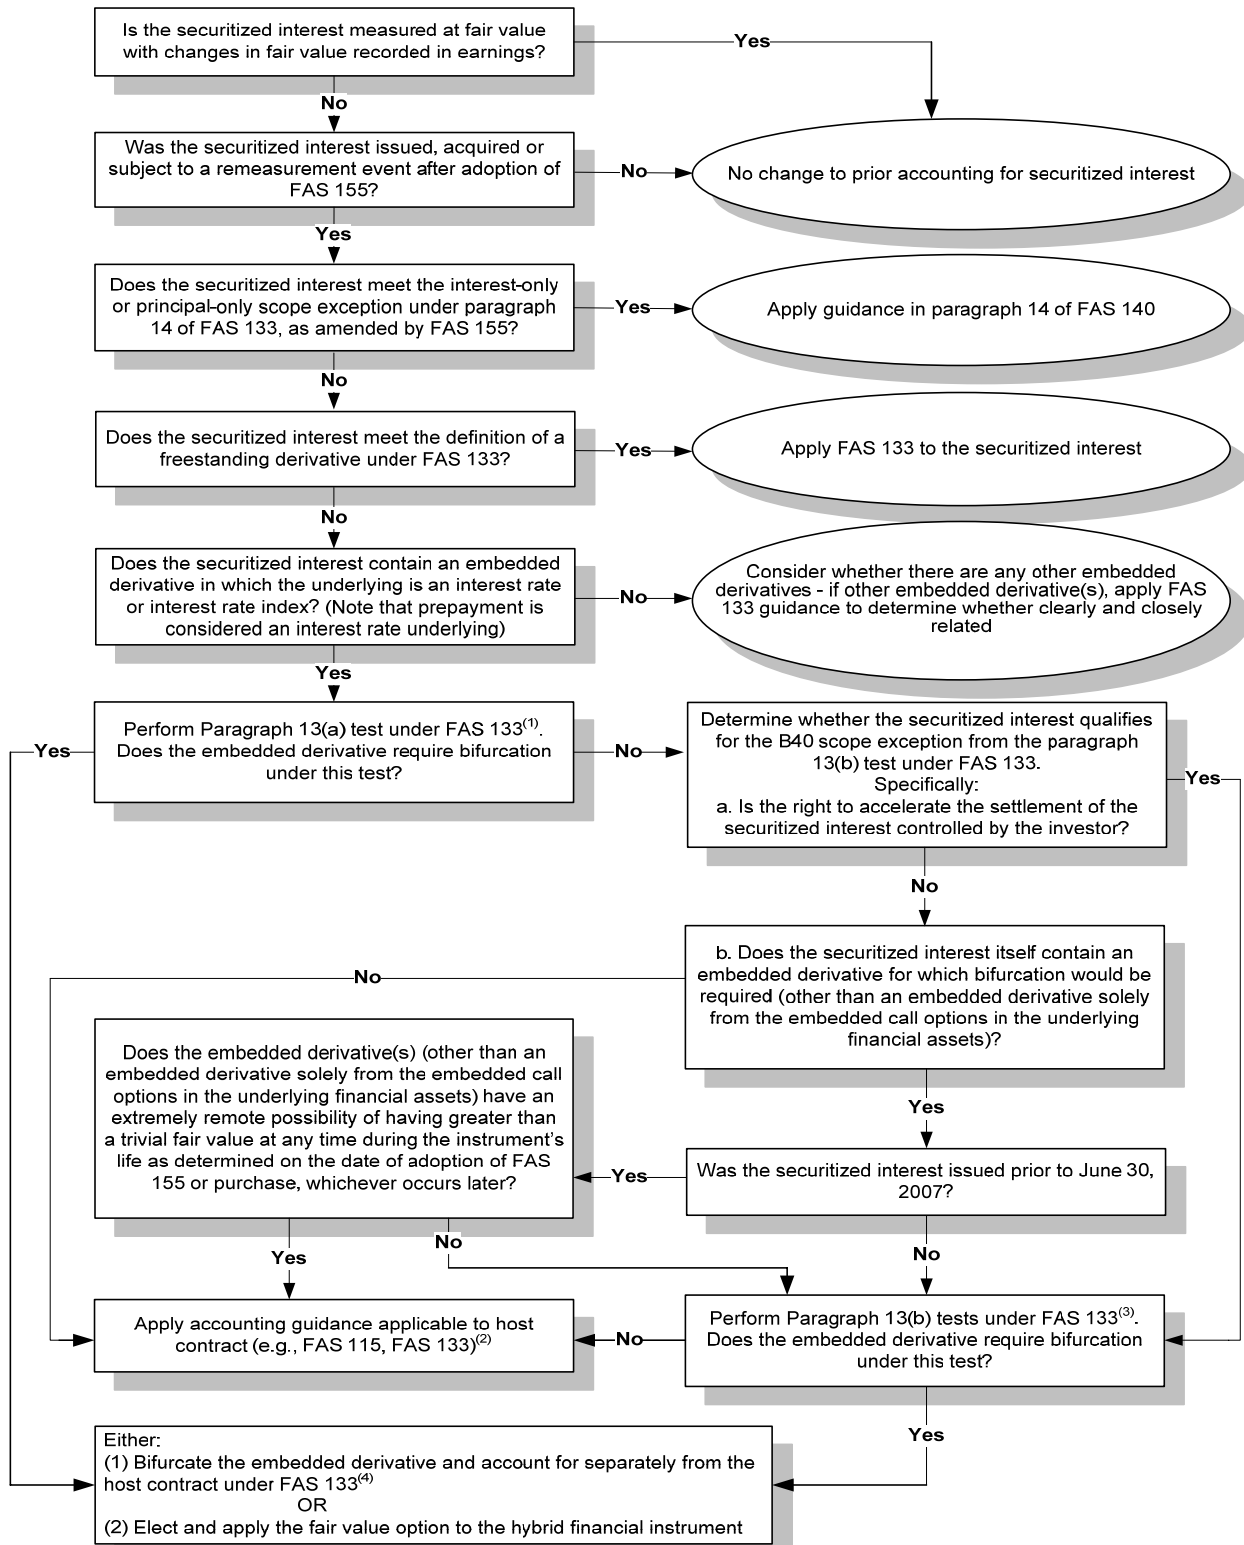 Is the securitized interest measured at fair value
with changes in fair value recorded in earnings?
Yes
No
Was the securitized interest issued, acquired or
subject to a remeasurement event after adoption of
FAS 155?
No
No change to prior accounting for securitized interest
Yes
Does the securitized interest meet the interest-only
or principal-only scope exception under paragraph
14 of FAS 133, as amended by FAS 155?
Yes
Apply guidance in paragraph 14 of FAS 140
No
Does the securitized interest meet the definition of a
freestanding derivative under FAS 133?
Yes
Apply FAS 133 to the securitized interest
No
Does the securitized interest contain an embedded
derivative in which the underlying is an interest rate
or interest rate index? (Note that prepayment is
considered an interest rate underlying)
No
Consider whether there are any other embedded
derivatives - if other embedded derivative(s), apply FAS
133 guidance to determine whether clearly and closely
related
Yes
Perform Paragraph 13(a) test under FAS 133(1).
Does the embedded derivative require bifurcation
under this test?
Yes
No
Determine whether the securitized interest qualifies
for the B40 scope exception from the paragraph
13(b) test under FAS 133.
Specifically:
a. Is the right to accelerate the settlement of the
securitized interest controlled by the investor?
Yes
No
b. Does the securitized interest itself contain an
embedded derivative for which bifurcation would be
required (other than an embedded derivative solely
from the embedded call options in the underlying
financial assets)?
No
Yes
Does the embedded derivative(s) (other than an
embedded derivative solely from the embedded call
options in the underlying financial assets) have an
extremely remote possibility of having greater than
a trivial fair value at any time during the instrument's
life as determined on the date of adoption of FAS
155 or purchase, whichever occurs later?
Yes
Was the securitized interest issued prior to June 30,
2007?
Yes
No
No
Apply accounting guidance applicable to host
contract (e.g., FAS 115, FAS 133)(2)
No
Perform Paragraph 13(b) tests under FAS 133(3).
Does the embedded derivative require bifurcation
under this test?
Yes
Either:
(1) Bifurcate the embedded derivative and account for separately from the
host contract under FAS 133(4)
OR
(2) Elect and apply the fair value option to the hybrid financial instrument